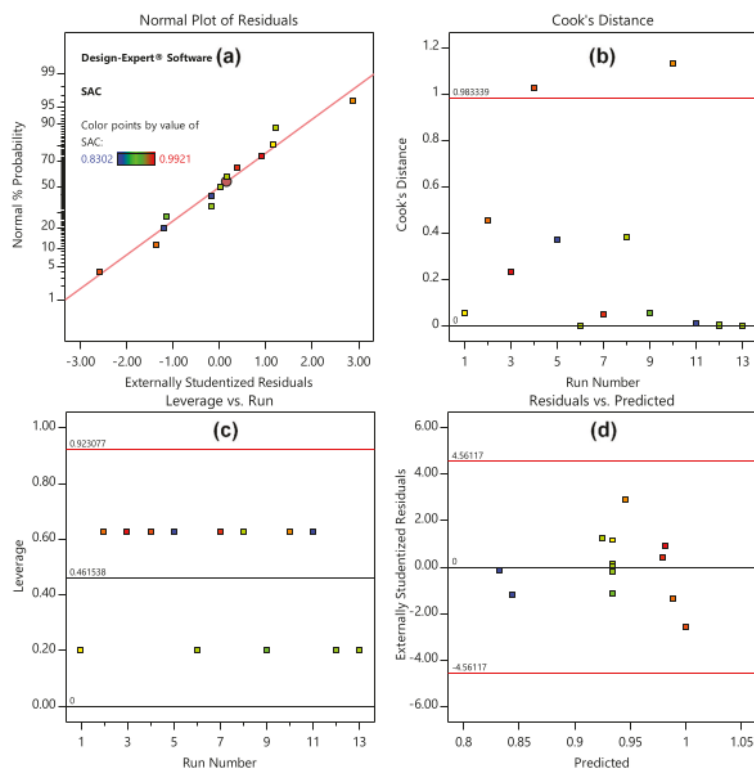 Normal Plot of Residuals
(a)
Design-Expert® Software
SAC
Color points by value of
SAC:
0.8302 0.9921
Normal % Probability
99
95
90
70
50
20
10
5
1
-3.00 -2.00 -1.00 0.00 1.00 2.00 3.00
Externally Studentized Residuals
Cook's Distance
(b)
Cook's Distance
1.2
1
0.8
0.6
0.4
0.2
0
0.983339
0
1 3 5 7 9 11 13
Run Number
Leverage vs. Run
(c)
Leverage
1.00
0.80
0.60
0.40
0.20
0.00
0.923077
0.461538
0
1 3 5 7 9 11 13
Run Number
Residuals vs. Predicted
(d)
Externally Studentized Residuals
6.00
4.00
2.00
0.00
-2.00
-4.00
-6.00
4.56117
0
-4.56117
0.8 0.85 0.9 0.95 1 1.05
Predicted